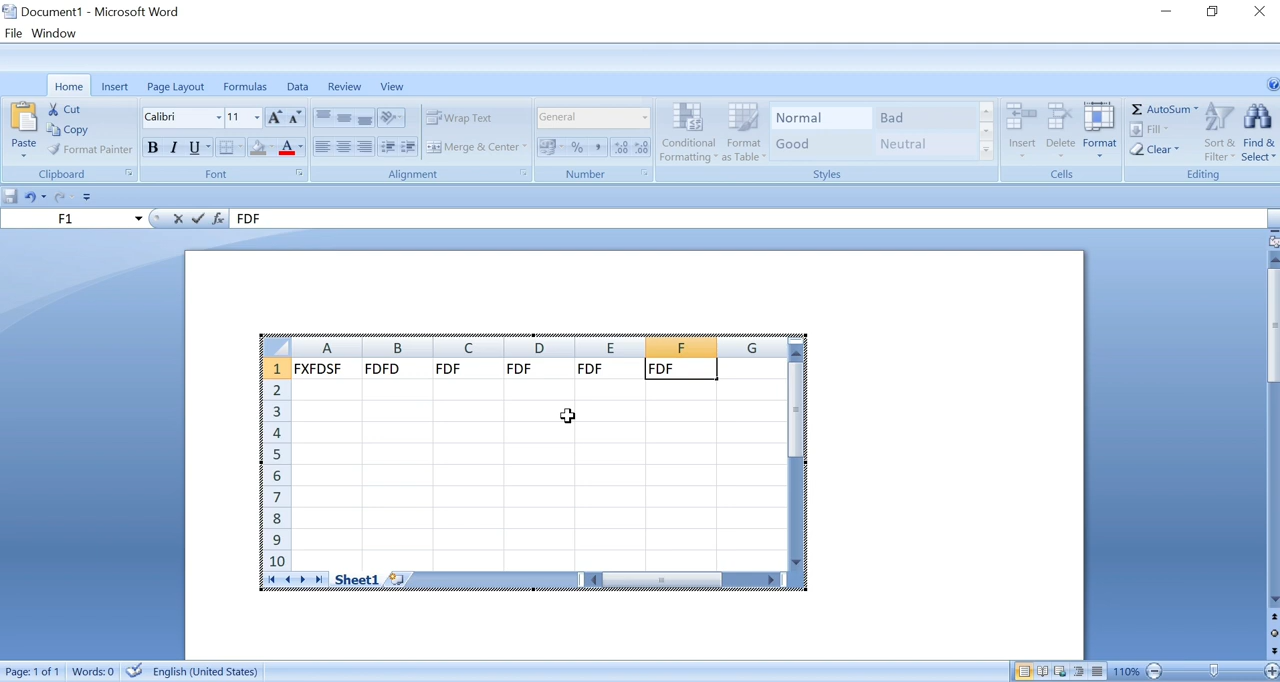 Document1 - Microsoft Word
File Window
Home Insert Page Layout Formulas Data Review View
Paste
Cut
Copy
Format Painter
Clipboard
Calibri 11
B I U A
Font
Wrap Text
Merge & Center
Alignment
General
% ,
Number
Conditional Formatting
Format as Table
Normal Bad
Good Neutral
Styles
Insert Delete Format
Cells
Σ AutoSum
Fill
Clear
Sort & Filter
Find & Select
Editing
F1 fx FDF
A B C D E F G
1 FXFDSF FDFD FDF FDF FDF FDF
2
3
4
5
6
7
8
9
10
Sheet1
Page: 1 of 1 Words: 0 English (United States) 110%